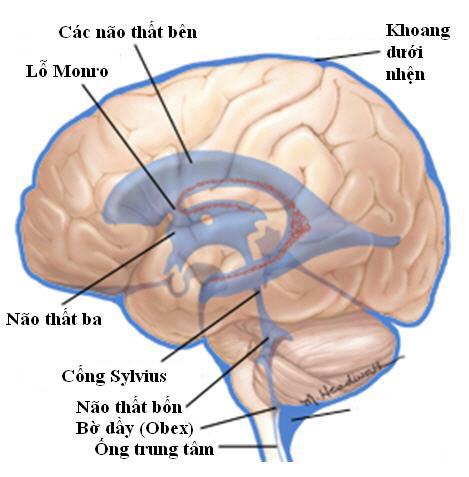 Các não thất bên
Khoang
dưới
nhện
Lỗ Monro
Não thất ba
Cống Sylvius
Não thất bốn
Bờ dầy (Obex)
Ống trung tâm